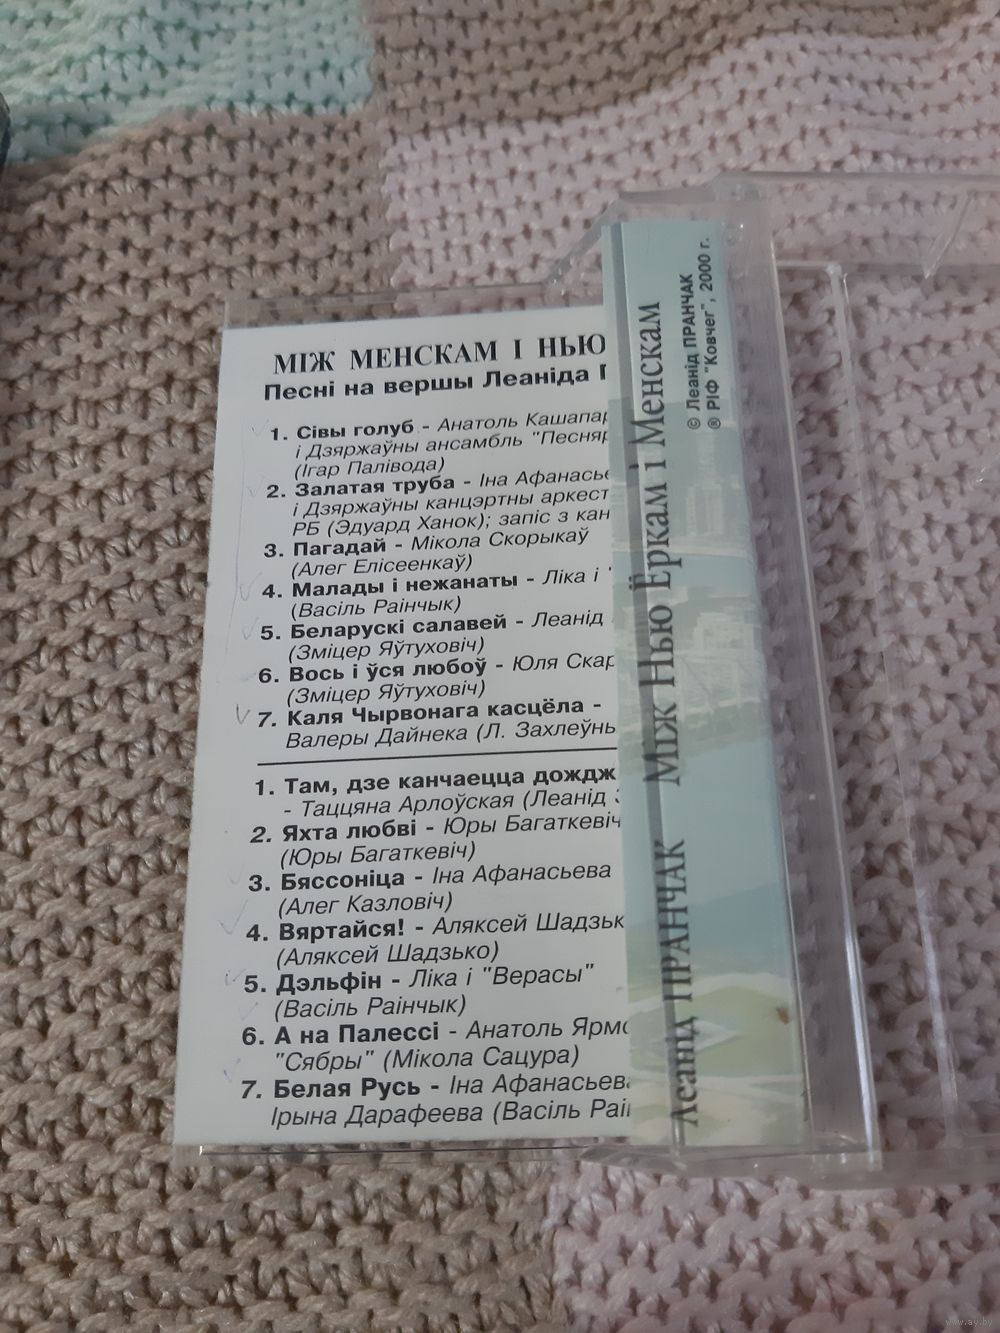 МІЖ МЕНСКАМ І НЬЮ
Песні на вершы Леаніда
1. Сівы голуб - Анатоль Кашапар
і Дзяржаўны ансамбль "Песняр
(Ігар Палівода)
2. Залатая труба - Іна Афанасье
і Дзяржаўны канцэртны аркест
РБ (Эдуард Ханок); запіс з кан
3. Пагадай - Мікола Скорыкаў
(Алег Елісеенкаў)
4. Малады і нежанаты - Ліка і
(Васіль Раінчык)
5. Беларускі салавей - Леанід
(Зміцер Яўтуховіч)
6. Вось і ўся любоў - Юля Скар
(Зміцер Яўтуховіч)
7. Каля Чырвонага касцёла -
Валеры Дайнека (Л. Захлеўнь
1. Там, дзе канчаецца дождж
- Таццяна Арлоўская (Леанід
2. Яхта любві - Юры Багаткевіч
(Юры Багаткевіч)
3. Бяссоніца - Іна Афанасьева
(Алег Казловіч)
4. Вяртайся! - Аляксей Шадзьк
(Аляксей Шадзько)
5. Дэльфін - Ліка і "Верасы"
(Васіль Раінчык)
6. А на Палессі - Анатоль Ярмо
"Сябры" (Мікола Сацура)
7. Белая Русь - Іна Афанасьева
Ірына Дарафеева (Васіль Раі
Леанід ПРАНЧАК Між Нью Ёркам і Менскам
© Леанід ПРАНЧАК
® РІФ "Ковчег", 2000 г.
www.ay.by